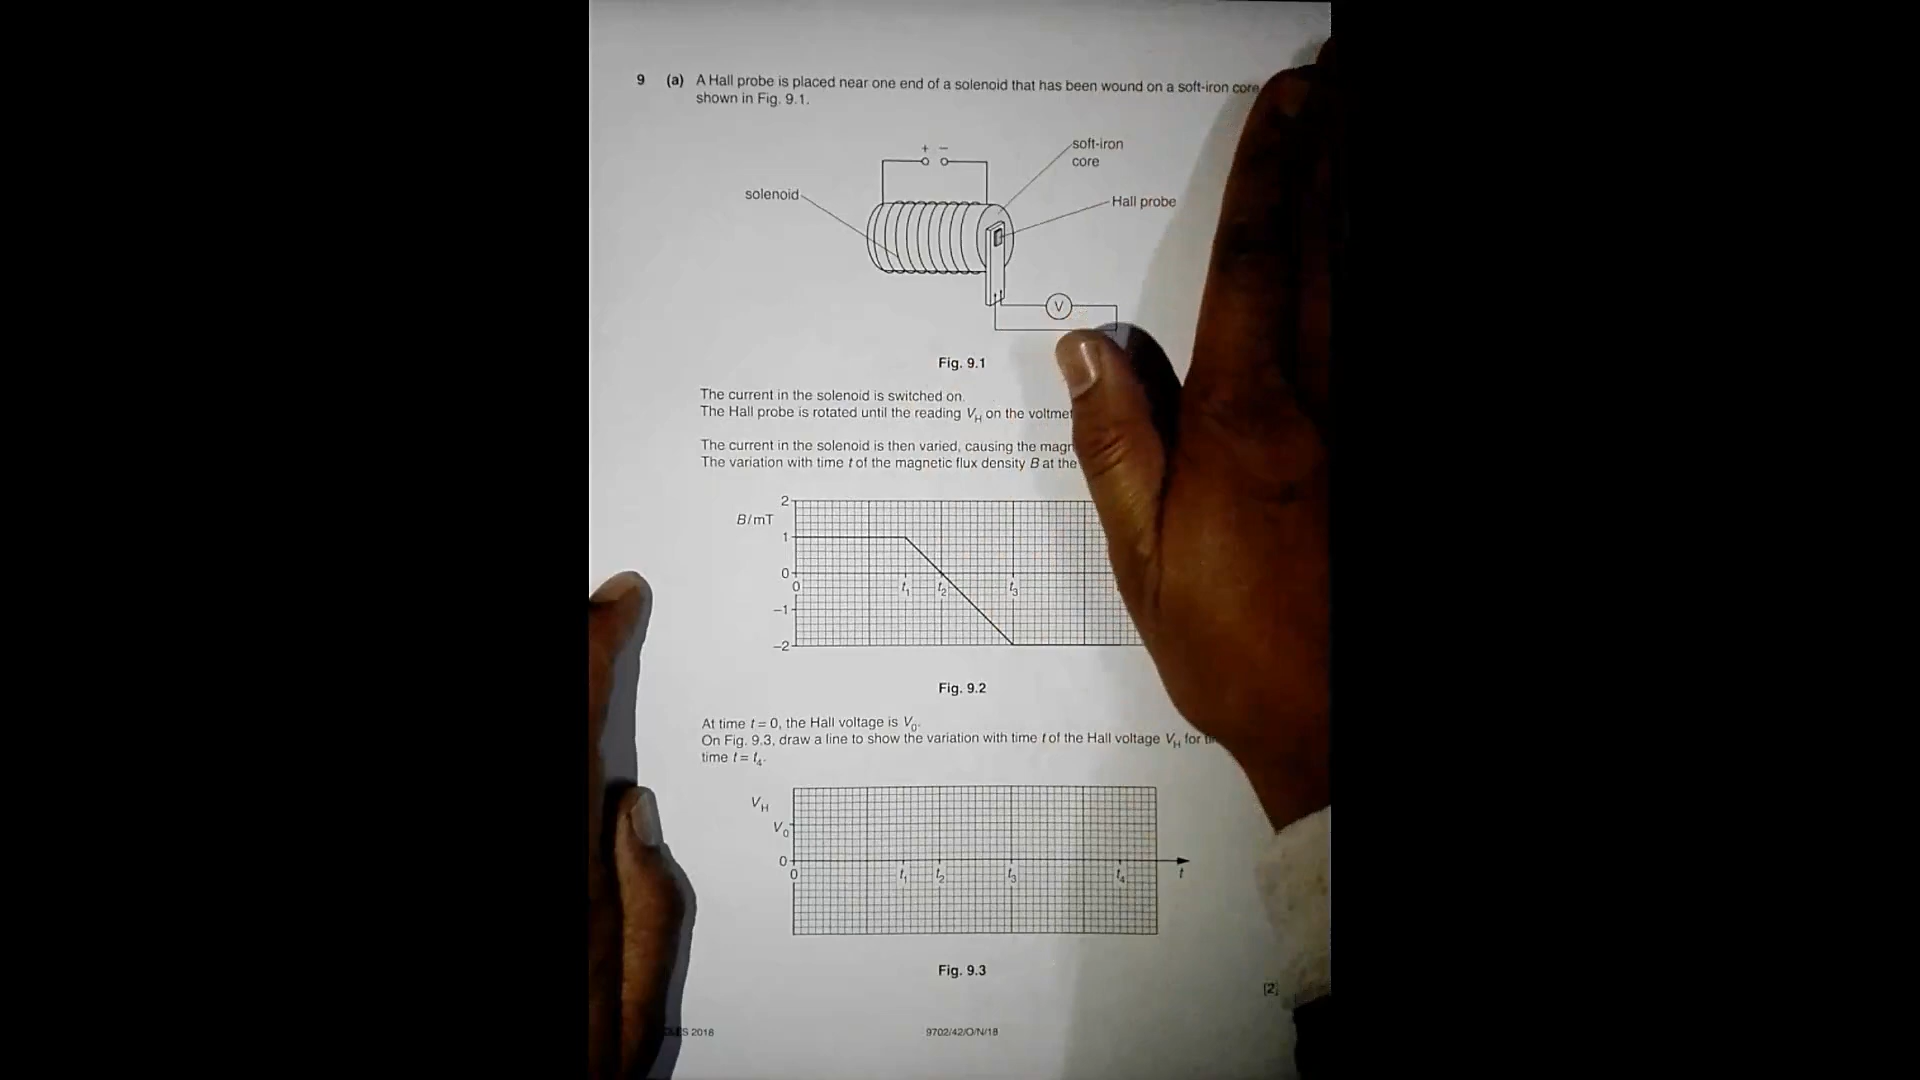 9 (a) A Hall probe is placed near one end of a solenoid that has been wound on a soft-iron core
shown in Fig. 9.1.
+ −
soft-iron
core
solenoid
Hall probe
V
Fig. 9.1
The current in the solenoid is switched on.
The Hall probe is rotated until the reading V_H on the
The current in the solenoid is then varied, causing the
The variation with time t of the magnetic flux density B at the
2
B/mT
1
0
0 t₁ t₂ t₃
−1
−2
Fig. 9.2
At time t = 0, the Hall voltage is V₀.
On Fig. 9.3, draw a line to show the variation with time t of the Hall voltage V_H for
time t = t₄.
V_H
V₀
0
0 t₁ t₂ t₃ t₄ t
Fig. 9.3
[2]
2018 9702/42/O/N/18